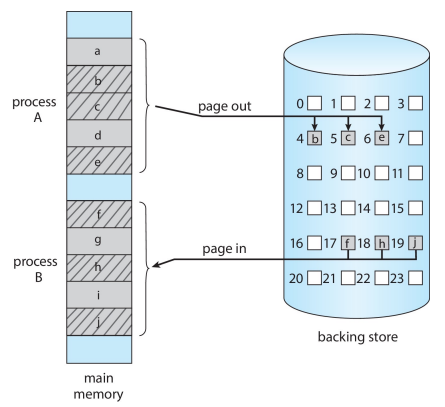 a
b
c
d
e
f
g
h
i
j
process
A
process
B
main
memory
page out
page in
0 1 2 3
4 b 5 c 6 e 7
8 9 10 11
12 13 14 15
16 17 f 18 h 19 j
20 21 22 23
backing store